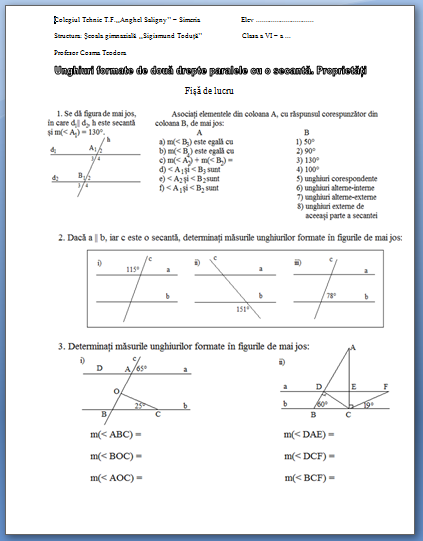 Colegiul Tehnic T.F.„Anghel Saligny” – Simeria Elev ................................
Structura: Școala gimnazială „Sigismund Toduță” Clasa a VI – a ...
Profesor Cosma Teodora
Unghiuri formate de două drepte paralele cu o secantă. Proprietăți
Fișă de lucru
1. Se dă figura de mai jos,
în care d₁|| d₂, h este secantă
și m(< A₁) = 130°.
h
d₁ A 1 2
3 4
d₂ B 1 2
3 4
Asociați elementele din coloana A, cu răspunsul corespunzător din
coloana B, de mai jos:
A B
a) m(< B₂) este egală cu 1) 50°
b) m(< B₄) este egală cu 2) 90°
c) m(< A₂) + m(< B₂) = 3) 130°
d) < A₁și < B₃ sunt 4) 100°
e) < A₂ și < B₂ sunt 5) unghiuri corespondente
f) < A₁și < B₂ sunt 6) unghiuri alterne-interne
7) unghiuri alterne-externe
8) unghiuri externe de
aceeași parte a secantei
2. Dacă a || b, iar c este o secantă, determinați măsurile unghiurilor formate în figurile de mai jos:
i) c 115° a b
ii) c a b 151°
iii) c a 78° b
3. Determinați măsurile unghiurilor formate în figurile de mai jos:
i) c D A 65° a O 25° B C b
ii) A a D E F b 60° 19° B C
m(< ABC) = m(< DAE) =
m(< BOC) = m(< DCF) =
m(< AOC) = m(< BCF) =